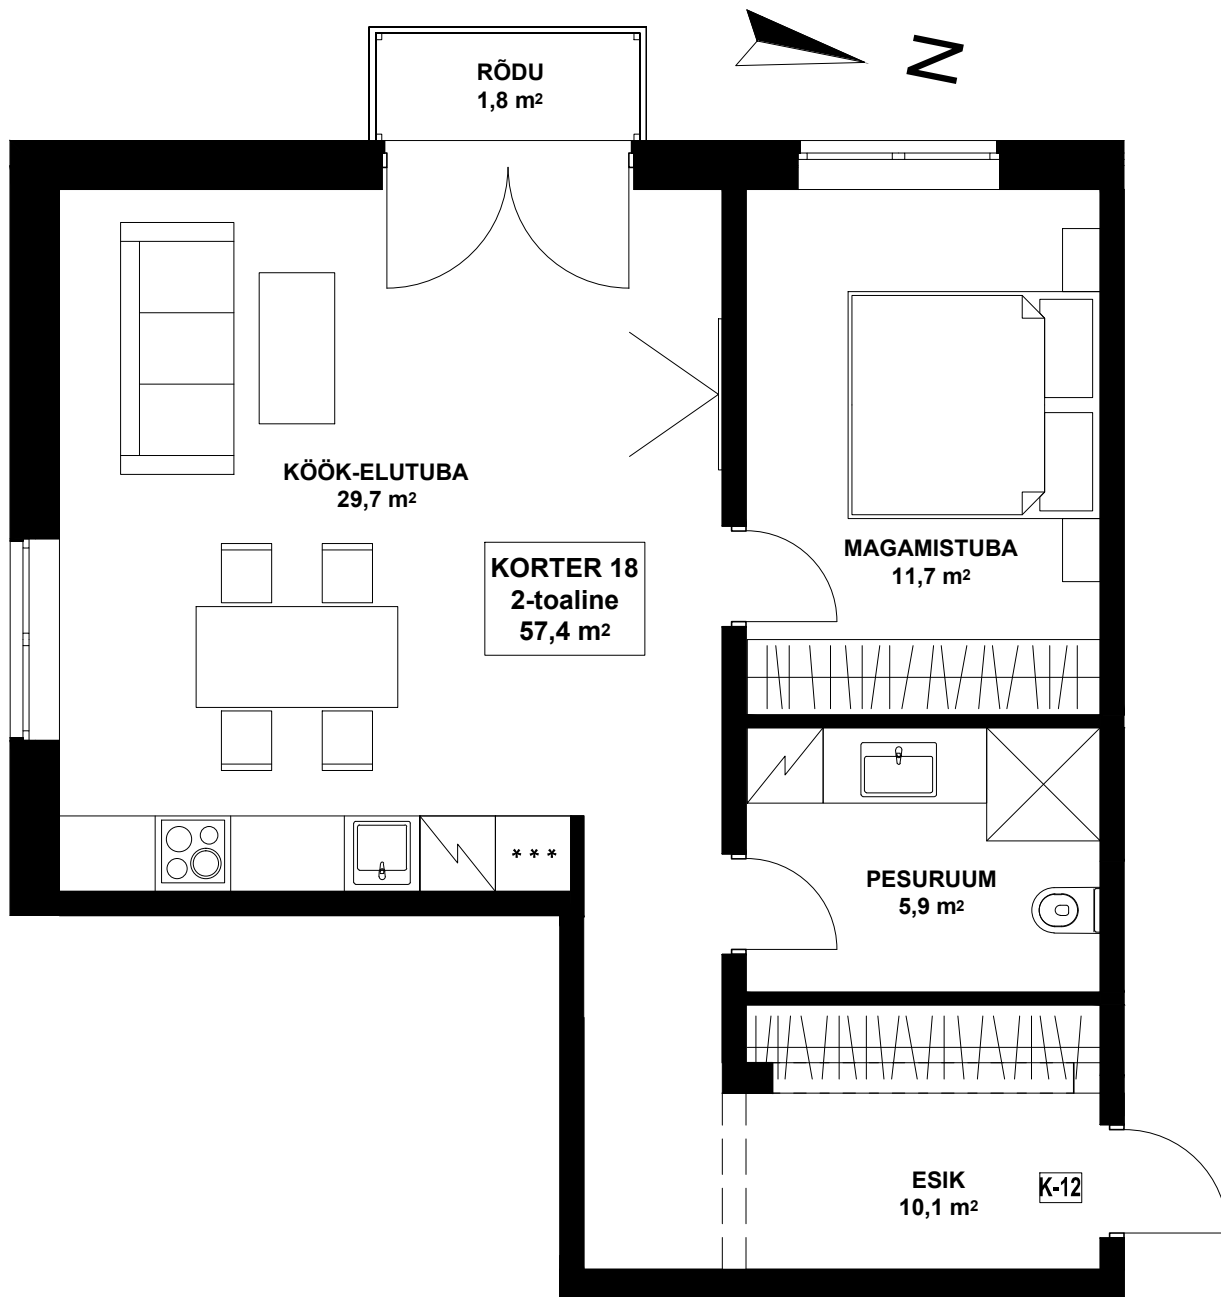 N
RÕDU
1,8 m²
KÖÖK-ELUTUBA
29,7 m²
KORTER 18
2-toaline
57,4 m²
MAGAMISTUBA
11,7 m²
* * *
PESURUUM
5,9 m²
ESIK
10,1 m²
K-12